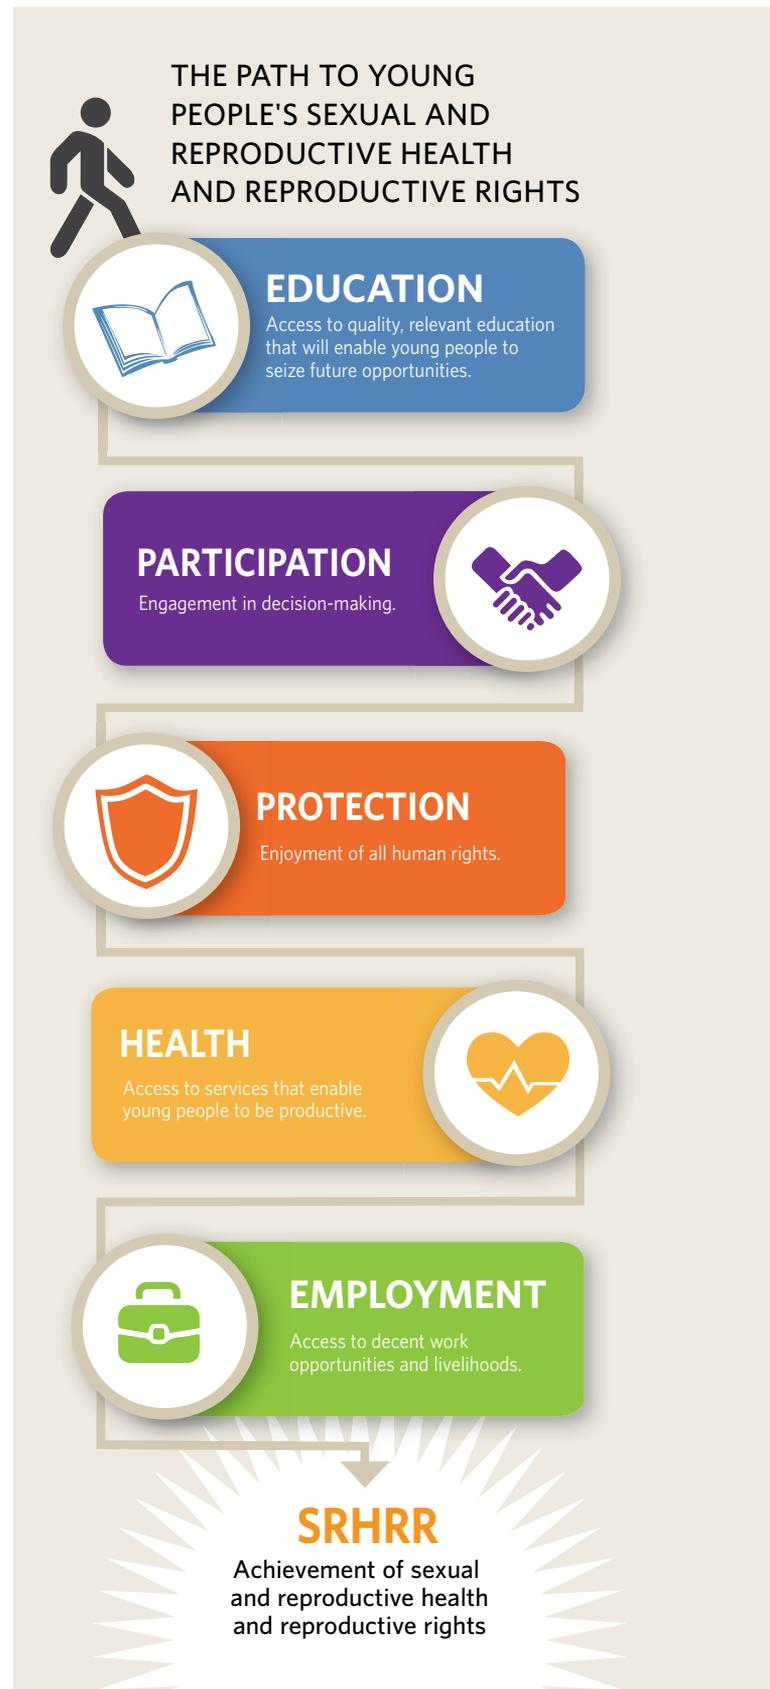 THE PATH TO YOUNG
PEOPLE'S SEXUAL AND
REPRODUCTIVE HEALTH
AND REPRODUCTIVE RIGHTS
EDUCATION
Access to quality, relevant education
that will enable young people to
seize future opportunities.
PARTICIPATION
Engagement in decision-making.
PROTECTION
Enjoyment of all human rights.
HEALTH
Access to services that enable
young people to be productive.
EMPLOYMENT
Access to decent work
opportunities and livelihoods.
SRHRR
Achievement of sexual
and reproductive health
and reproductive rights